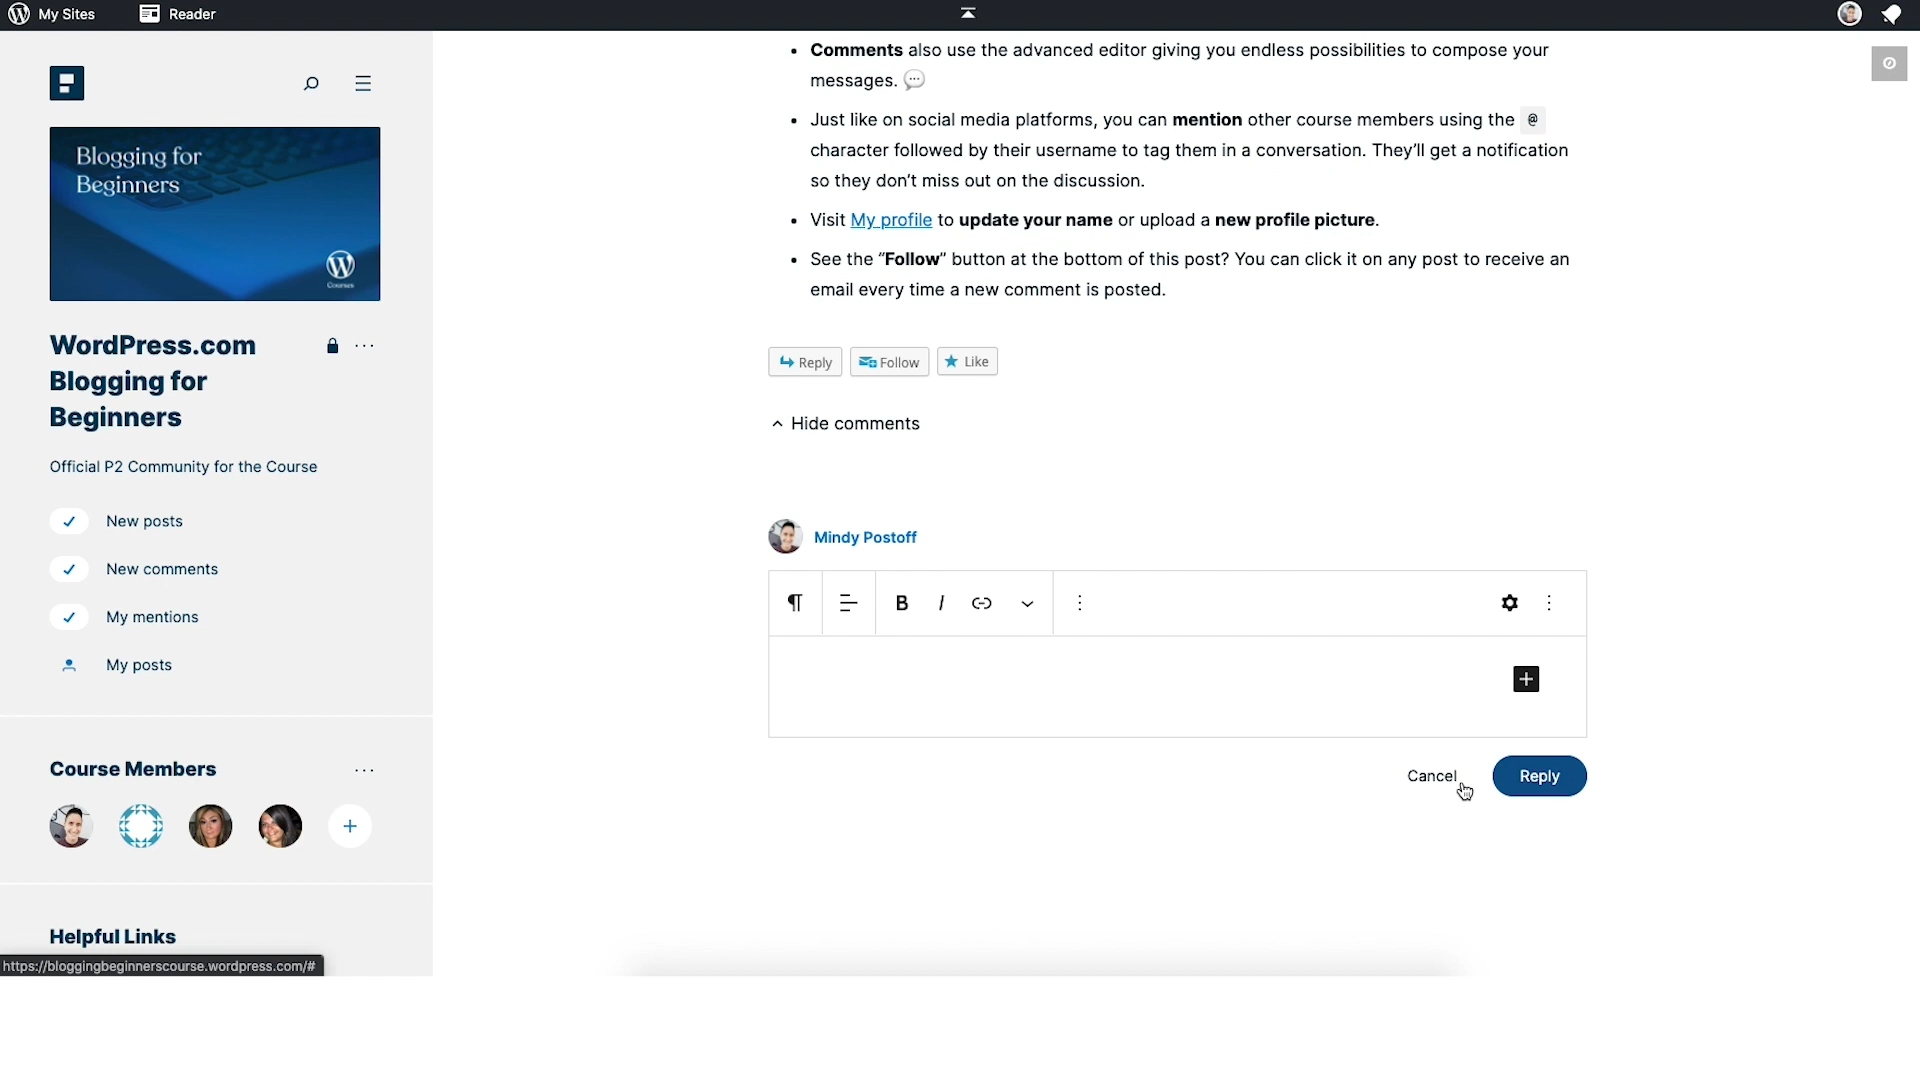 My Sites
Reader
Blogging for
Beginners
Courses
WordPress.com
Blogging for
Beginners
Official P2 Community for the Course
New posts
New comments
My mentions
My posts
Course Members
Helpful Links
https://bloggingbeginnerscourse.wordpress.com/#
• Comments also use the advanced editor giving you endless possibilities to compose your
messages. 💬
• Just like on social media platforms, you can mention other course members using the @
character followed by their username to tag them in a conversation. They’ll get a notification
so they don’t miss out on the discussion.
• Visit My profile to update your name or upload a new profile picture.
• See the “Follow” button at the bottom of this post? You can click it on any post to receive an
email every time a new comment is posted.
Reply Follow Like
Hide comments
Mindy Postoff
B I
Cancel Reply